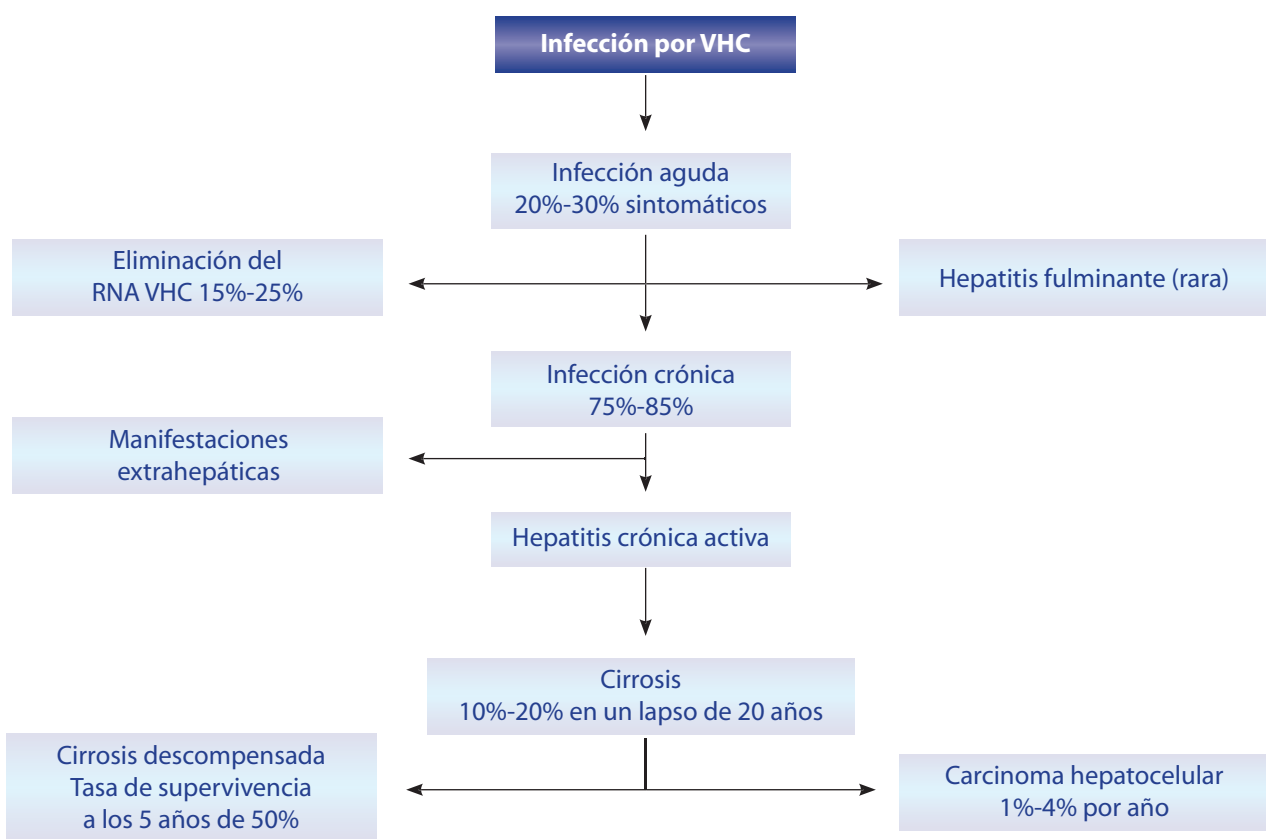 Infección por VHC
Infección aguda
20%-30% sintomáticos
Eliminación del
RNA VHC 15%-25%
Hepatitis fulminante (rara)
Infección crónica
75%-85%
Manifestaciones
extrahepáticas
Hepatitis crónica activa
Cirrosis
10%-20% en un lapso de 20 años
Cirrosis descompensada
Tasa de supervivencia
a los 5 años de 50%
Carcinoma hepatocelular
1%-4% por año